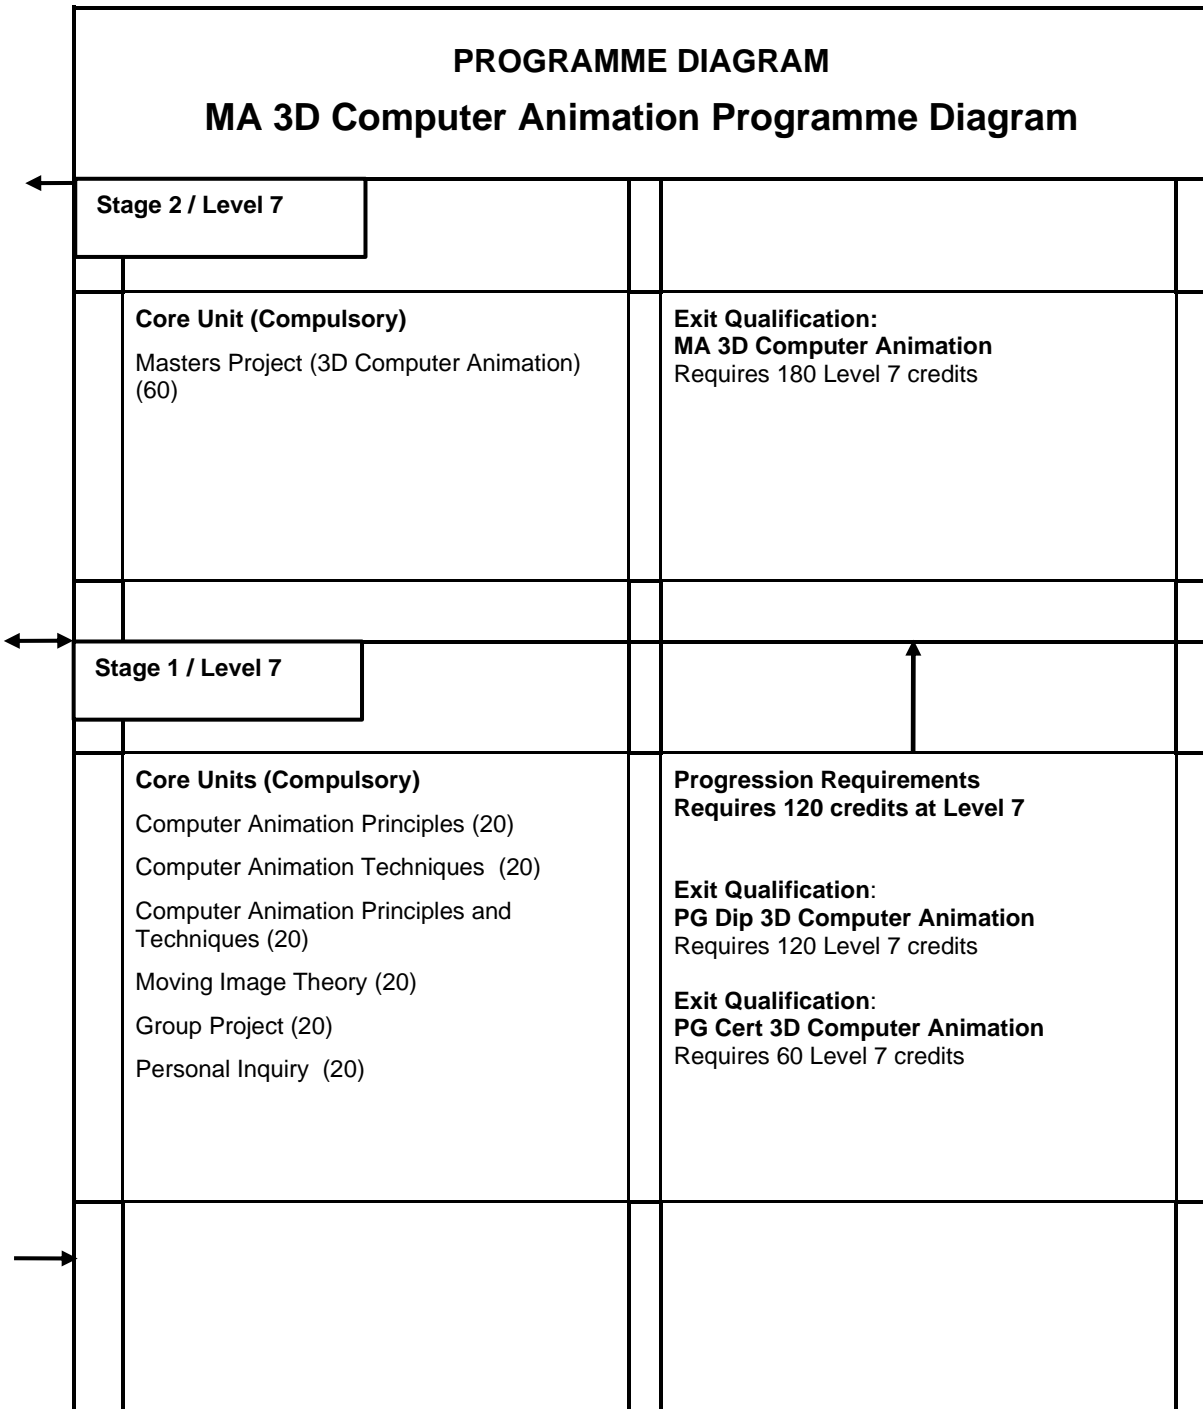 PROGRAMME DIAGRAM
MA 3D Computer Animation Programme Diagram
Stage 2 / Level 7
Core Unit (Compulsory)
Masters Project (3D Computer Animation)
(60)
Exit Qualification:
MA 3D Computer Animation
Requires 180 Level 7 credits
Stage 1 / Level 7
Core Units (Compulsory)
Computer Animation Principles (20)
Computer Animation Techniques  (20)
Computer Animation Principles and
Techniques (20)
Moving Image Theory (20)
Group Project (20)
Personal Inquiry  (20)
Progression Requirements
Requires 120 credits at Level 7
Exit Qualification:
PG Dip 3D Computer Animation
Requires 120 Level 7 credits
Exit Qualification:
PG Cert 3D Computer Animation
Requires 60 Level 7 credits